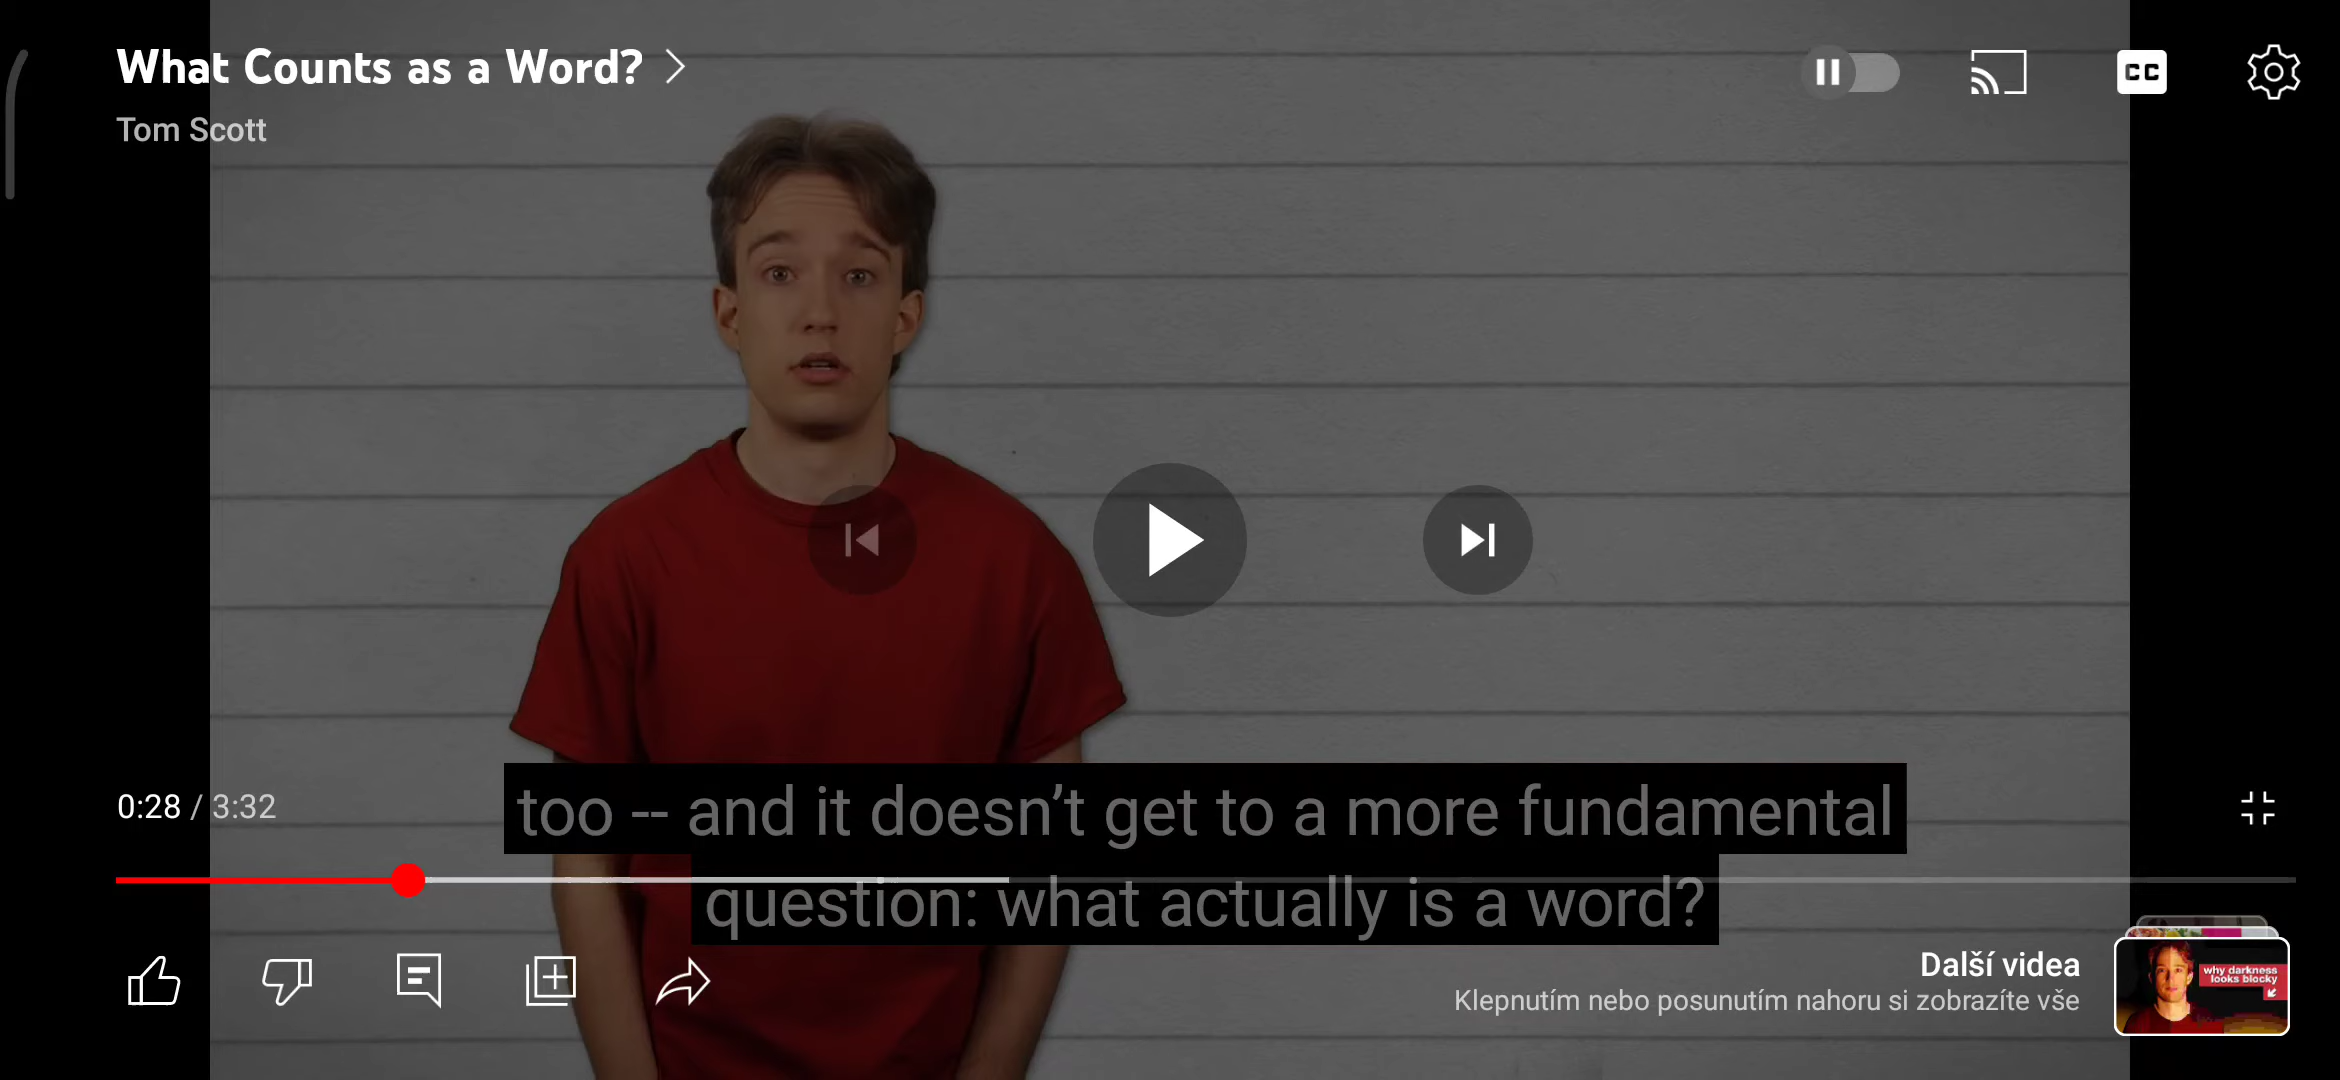 What Counts as a Word?
Tom Scott
CC
0:28 / 3:32
too -- and it doesn’t get to a more fundamental
question: what actually is a word?
Další videa
Klepnutím nebo posunutím nahoru si zobrazíte vše
why darkness
looks blocky